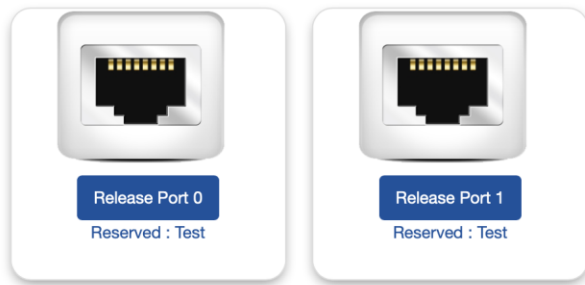 Release Port 0
Reserved : Test
Release Port 1
Reserved : Test